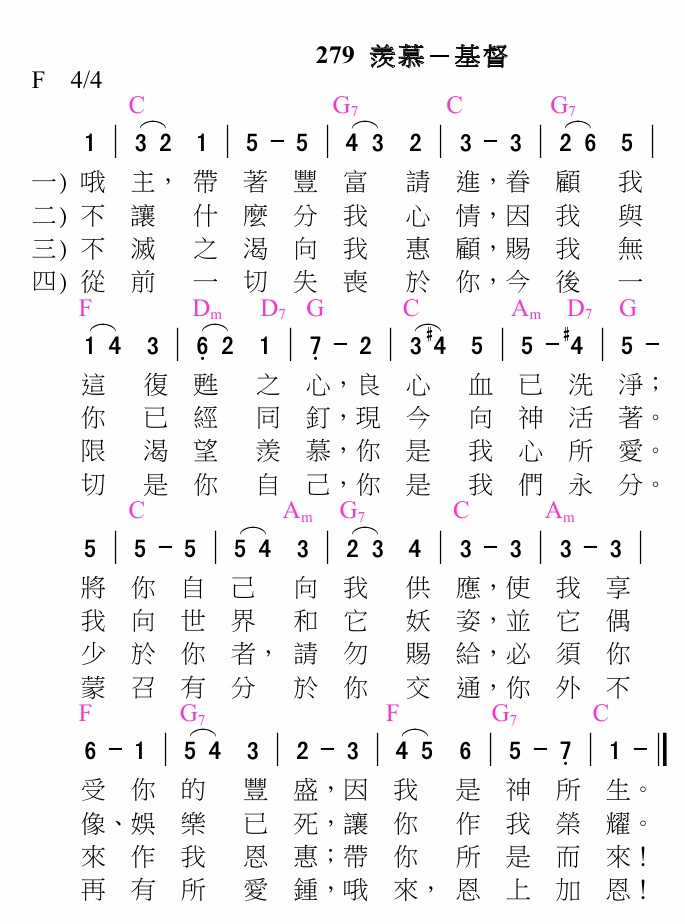 279 羨慕－基督
F 4/4
C G7 C G7
1 | 3 2 1 | 5 - 5 | 4 3 2 | 3 - 3 | 2 6 5 |
一) 哦 主， 帶 著 豐 富 請 進，眷 顧 我
二) 不 讓 什 麼 分 我 心 情，因 我 與
三) 不 滅 之 渴 向 我 惠 顧，賜 我 無
四) 從 前 一 切 失 喪 於 你，今 後 一
F Dm D7 G C Am D7 G
1 4 3 | 6̣ 2 1 | 7̣ - 2 | 3 #4 5 | 5 - #4 | 5 -
這 復 甦 之 心，良 心 血 已 洗 淨；
你 已 經 同 釘，現 今 向 神 活 著。
限 渴 望 羨 慕，你 是 我 心 所 愛。
切 是 你 自 己，你 是 我 們 永 分。
C Am G7 C Am
5 | 5 - 5 | 5 4 3 | 2 3 4 | 3 - 3 | 3 - 3 |
將 你 自 己 向 我 供 應，使 我 享
我 向 世 界 和 它 妖 姿，並 它 偶
少 於 你 者， 請 勿 賜 給，必 須 你
蒙 召 有 分 於 你 交 通，你 外 不
F G7 F G7 C
6 - 1 | 5 4 3 | 2 - 3 | 4 5 6 | 5 - 7̣ | 1 - ‖
受 你 的 豐 盛，因 我 是 神 所 生。
像、娛 樂 已 死，讓 你 作 我 榮 耀。
來 作 我 恩 惠；帶 你 所 是 而 來！
再 有 所 愛 鍾，哦 來， 恩 上 加 恩！